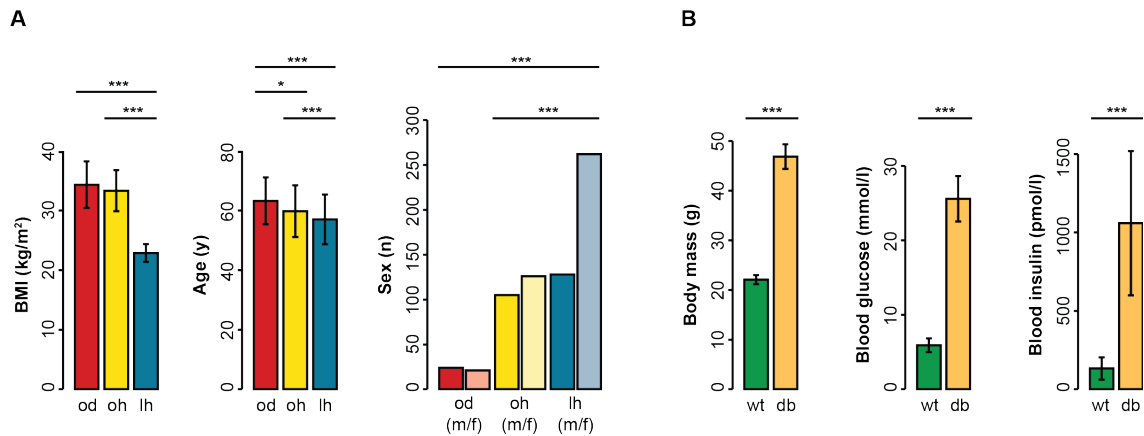 A
B
***
***
BMI (kg/m²)
40
30
20
10
0
od oh lh
***
*
***
Age (y)
80
60
40
20
0
od oh lh
***
***
Sex (n)
300
250
200
150
100
50
0
od oh lh
(m/f) (m/f) (m/f)
***
Body mass (g)
50
40
30
20
10
0
wt db
***
Blood glucose (mmol/l)
30
20
10
0
wt db
***
Blood insulin (pmol/l)
1500
1000
500
0
wt db